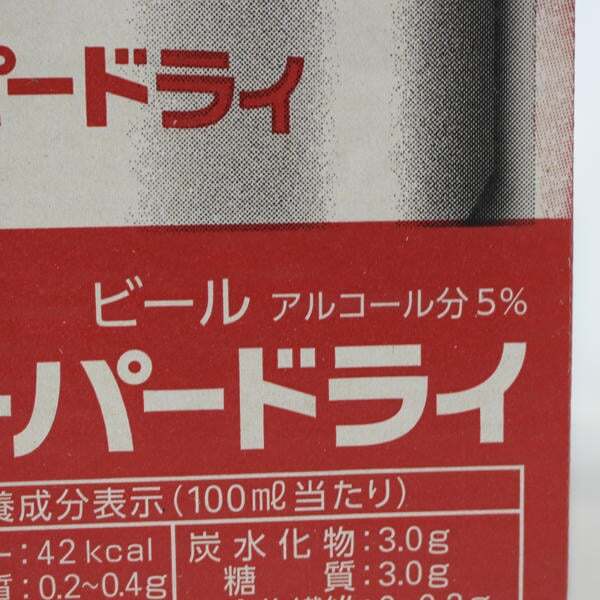 パードライ
ビール アルコール分5%
ーパードライ
養成分表示(100mℓ当たり)
ー:42kcal
質:0.2~0.4g
炭水化物:3.0g
糖質:3.0g